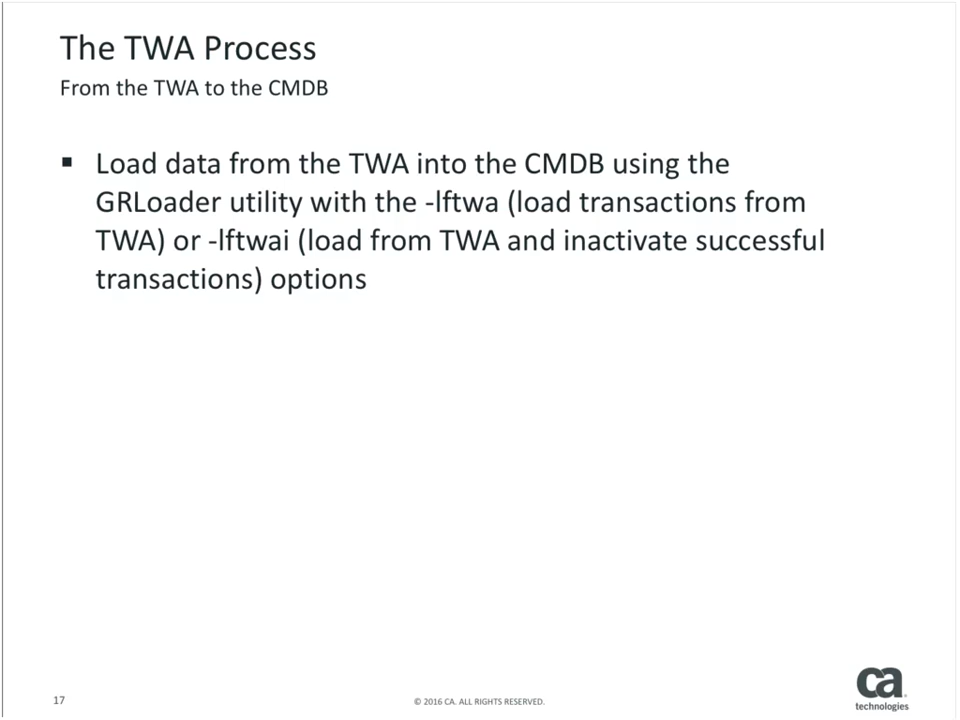 The TWA Process
From the TWA to the CMDB
▪ Load data from the TWA into the CMDB using the
GRLoader utility with the -lftwa (load transactions from
TWA) or -lftwai (load from TWA and inactivate successful
transactions) options
17
© 2016 CA. ALL RIGHTS RESERVED.
ca
technologies